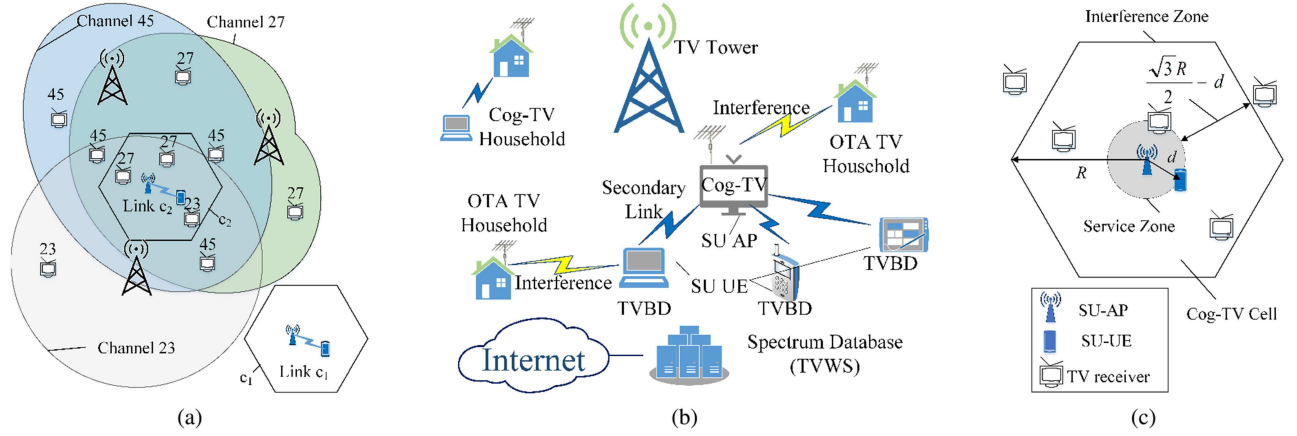 Channel 45
Channel 27
27
45
45
27
27
45
Link c2
23
c2
27
23
45
Channel 23
c1
Link c1
(a)
TV Tower
Cog-TV
Household
Interference
OTA TV
Household
Secondary
Link
Cog-TV
OTA TV
Household
SU AP
Interference
TVBD
SU UE
TVBD
TVBD
Internet
Spectrum Database
(TVWS)
(b)
Interference Zone
√3 R
2
− d
d
R
Service Zone
Cog-TV Cell
SU-AP
SU-UE
TV receiver
(c)